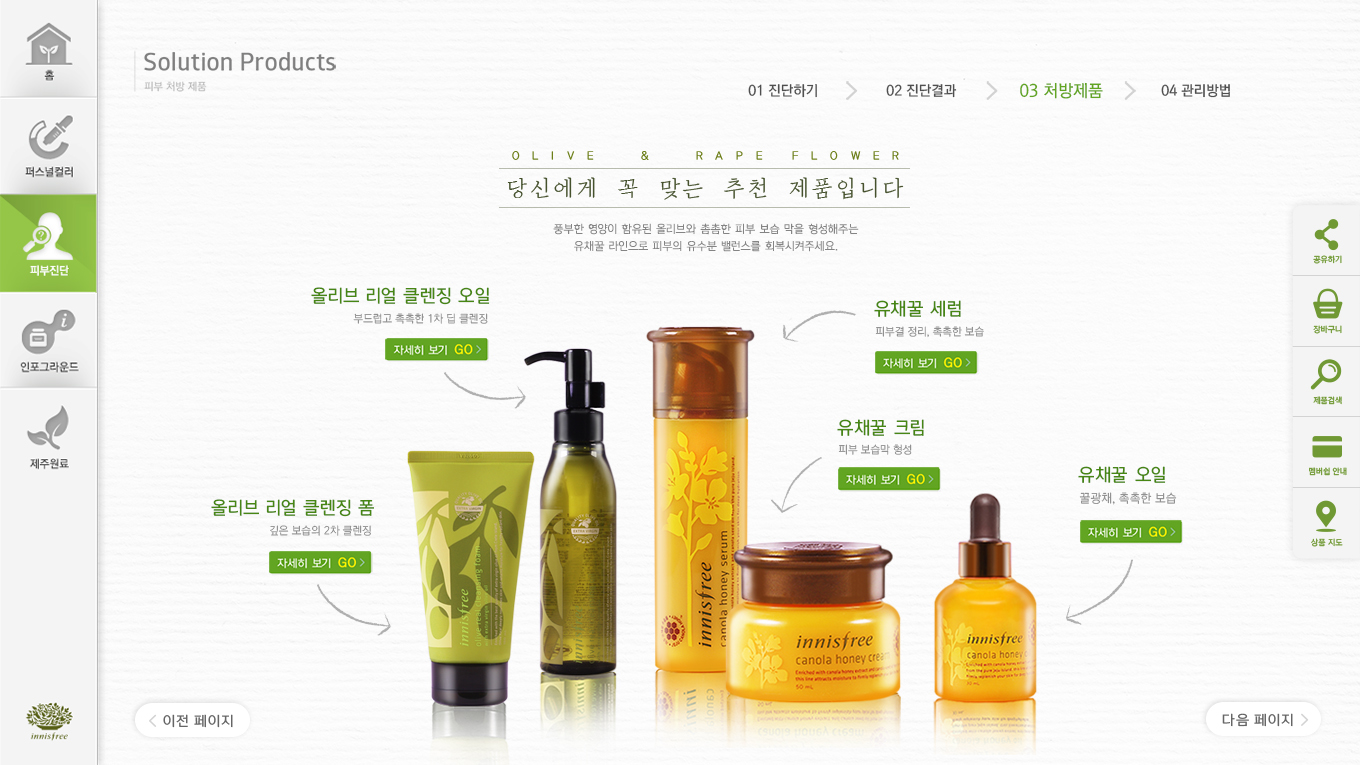 홈
퍼스널컬러
피부진단
인포그라운드
제주원료
innisfree
Solution Products
피부 처방 제품
01 진단하기
02 진단결과
03 처방제품
04 관리방법
OLIVE & RAPE FLOWER
당신에게 꼭 맞는 추천 제품입니다
풍부한 영양이 함유된 올리브와 촘촘한 피부 보습 막을 형성해주는
유채꿀 라인으로 피부의 유수분 밸런스를 회복시켜주세요.
올리브 리얼 클렌징 오일
부드럽고 촉촉한 1차 딥 클렌징
자세히 보기 GO
유채꿀 세럼
피부결 정리, 촉촉한 보습
자세히 보기 GO
유채꿀 크림
피부 보습막 형성
자세히 보기 GO
유채꿀 오일
꿀광채, 촉촉한 보습
자세히 보기 GO
올리브 리얼 클렌징 폼
깊은 보습의 2차 클렌징
자세히 보기 GO
innisfree
innisfree
canola honey serum
innisfree
canola honey cream
50 mL
innisfree
canola honey
공유하기
장바구니
제품검색
멤버쉽 안내
상품 지도
이전 페이지
다음 페이지